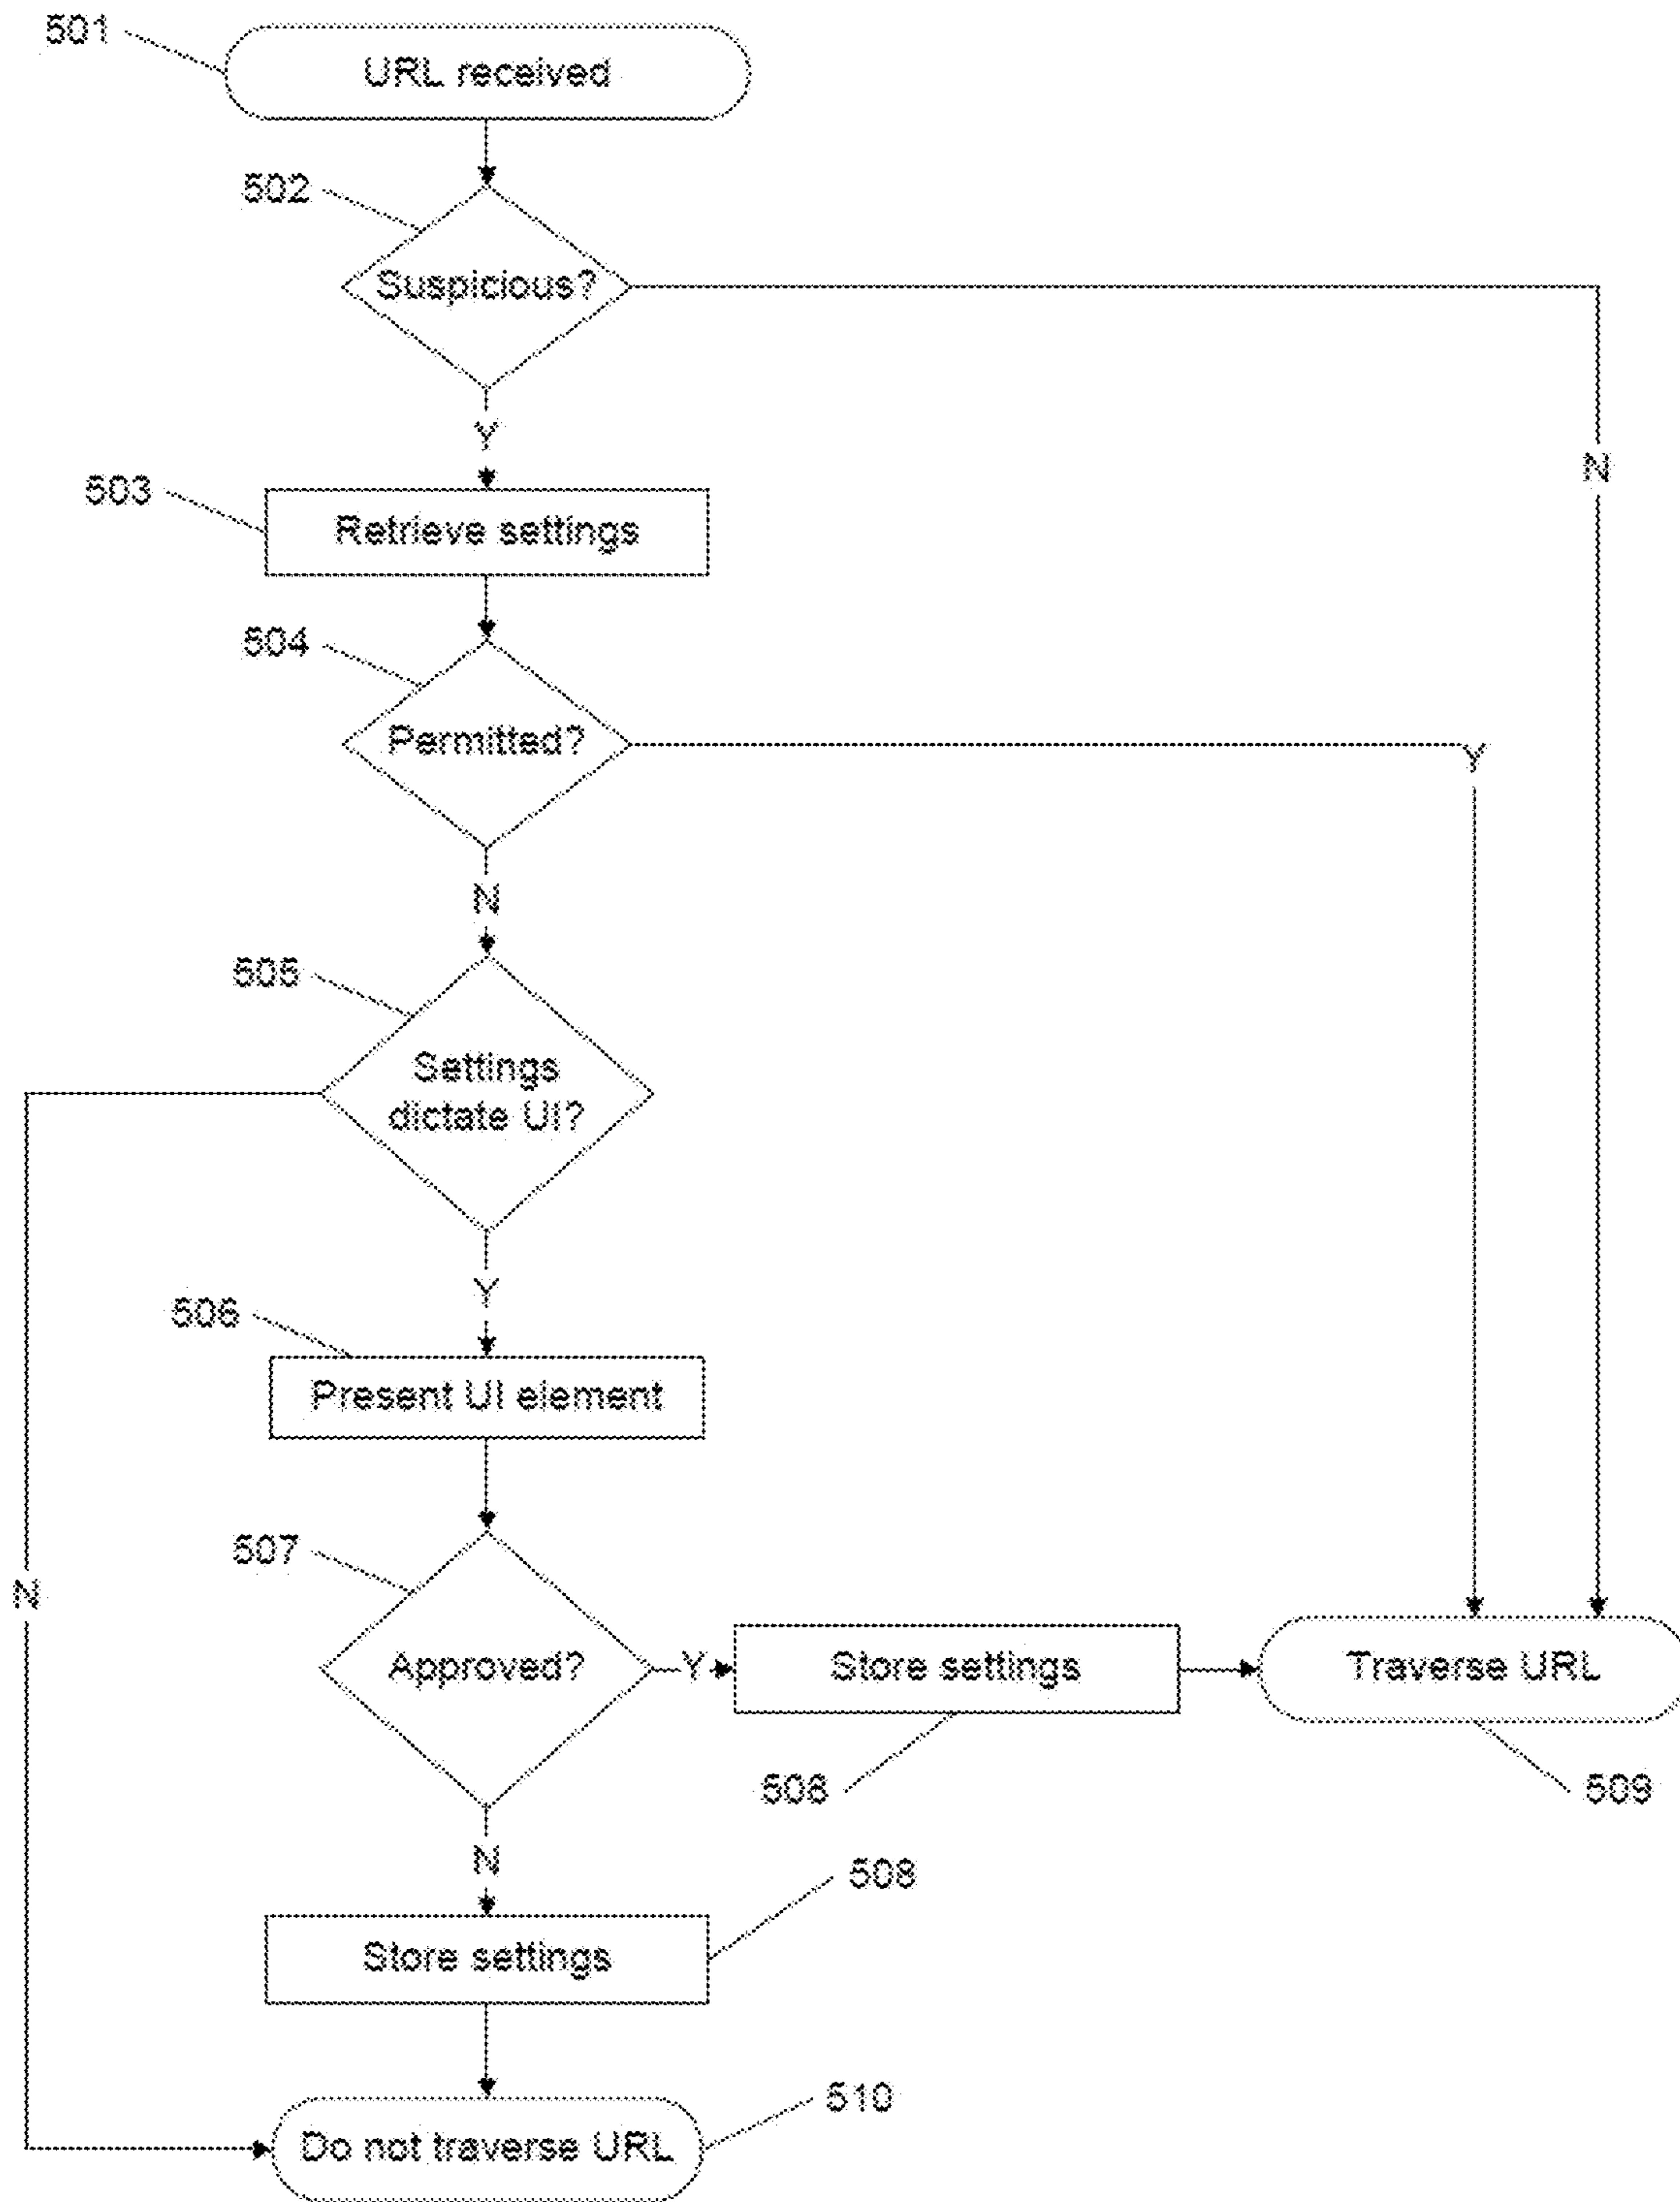 501
URL received
502
Suspicious?
Y
N
503
Retrieve settings
504
Permitted?
Y
N
505
Settings
dictate UI?
Y
506
Present UI element
507
N
Approved?
Y
Store settings
Traverse URL
508
509
N
508
Store settings
510
Do not traverse URL